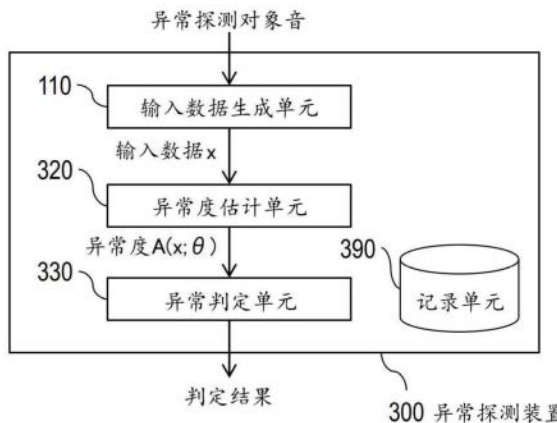 异常探测对象音
110
输入数据生成单元
输入数据x
320
异常度估计单元
异常度A(x;θ)
330
异常判定单元
390
记录单元
判定结果
300 异常探测装置